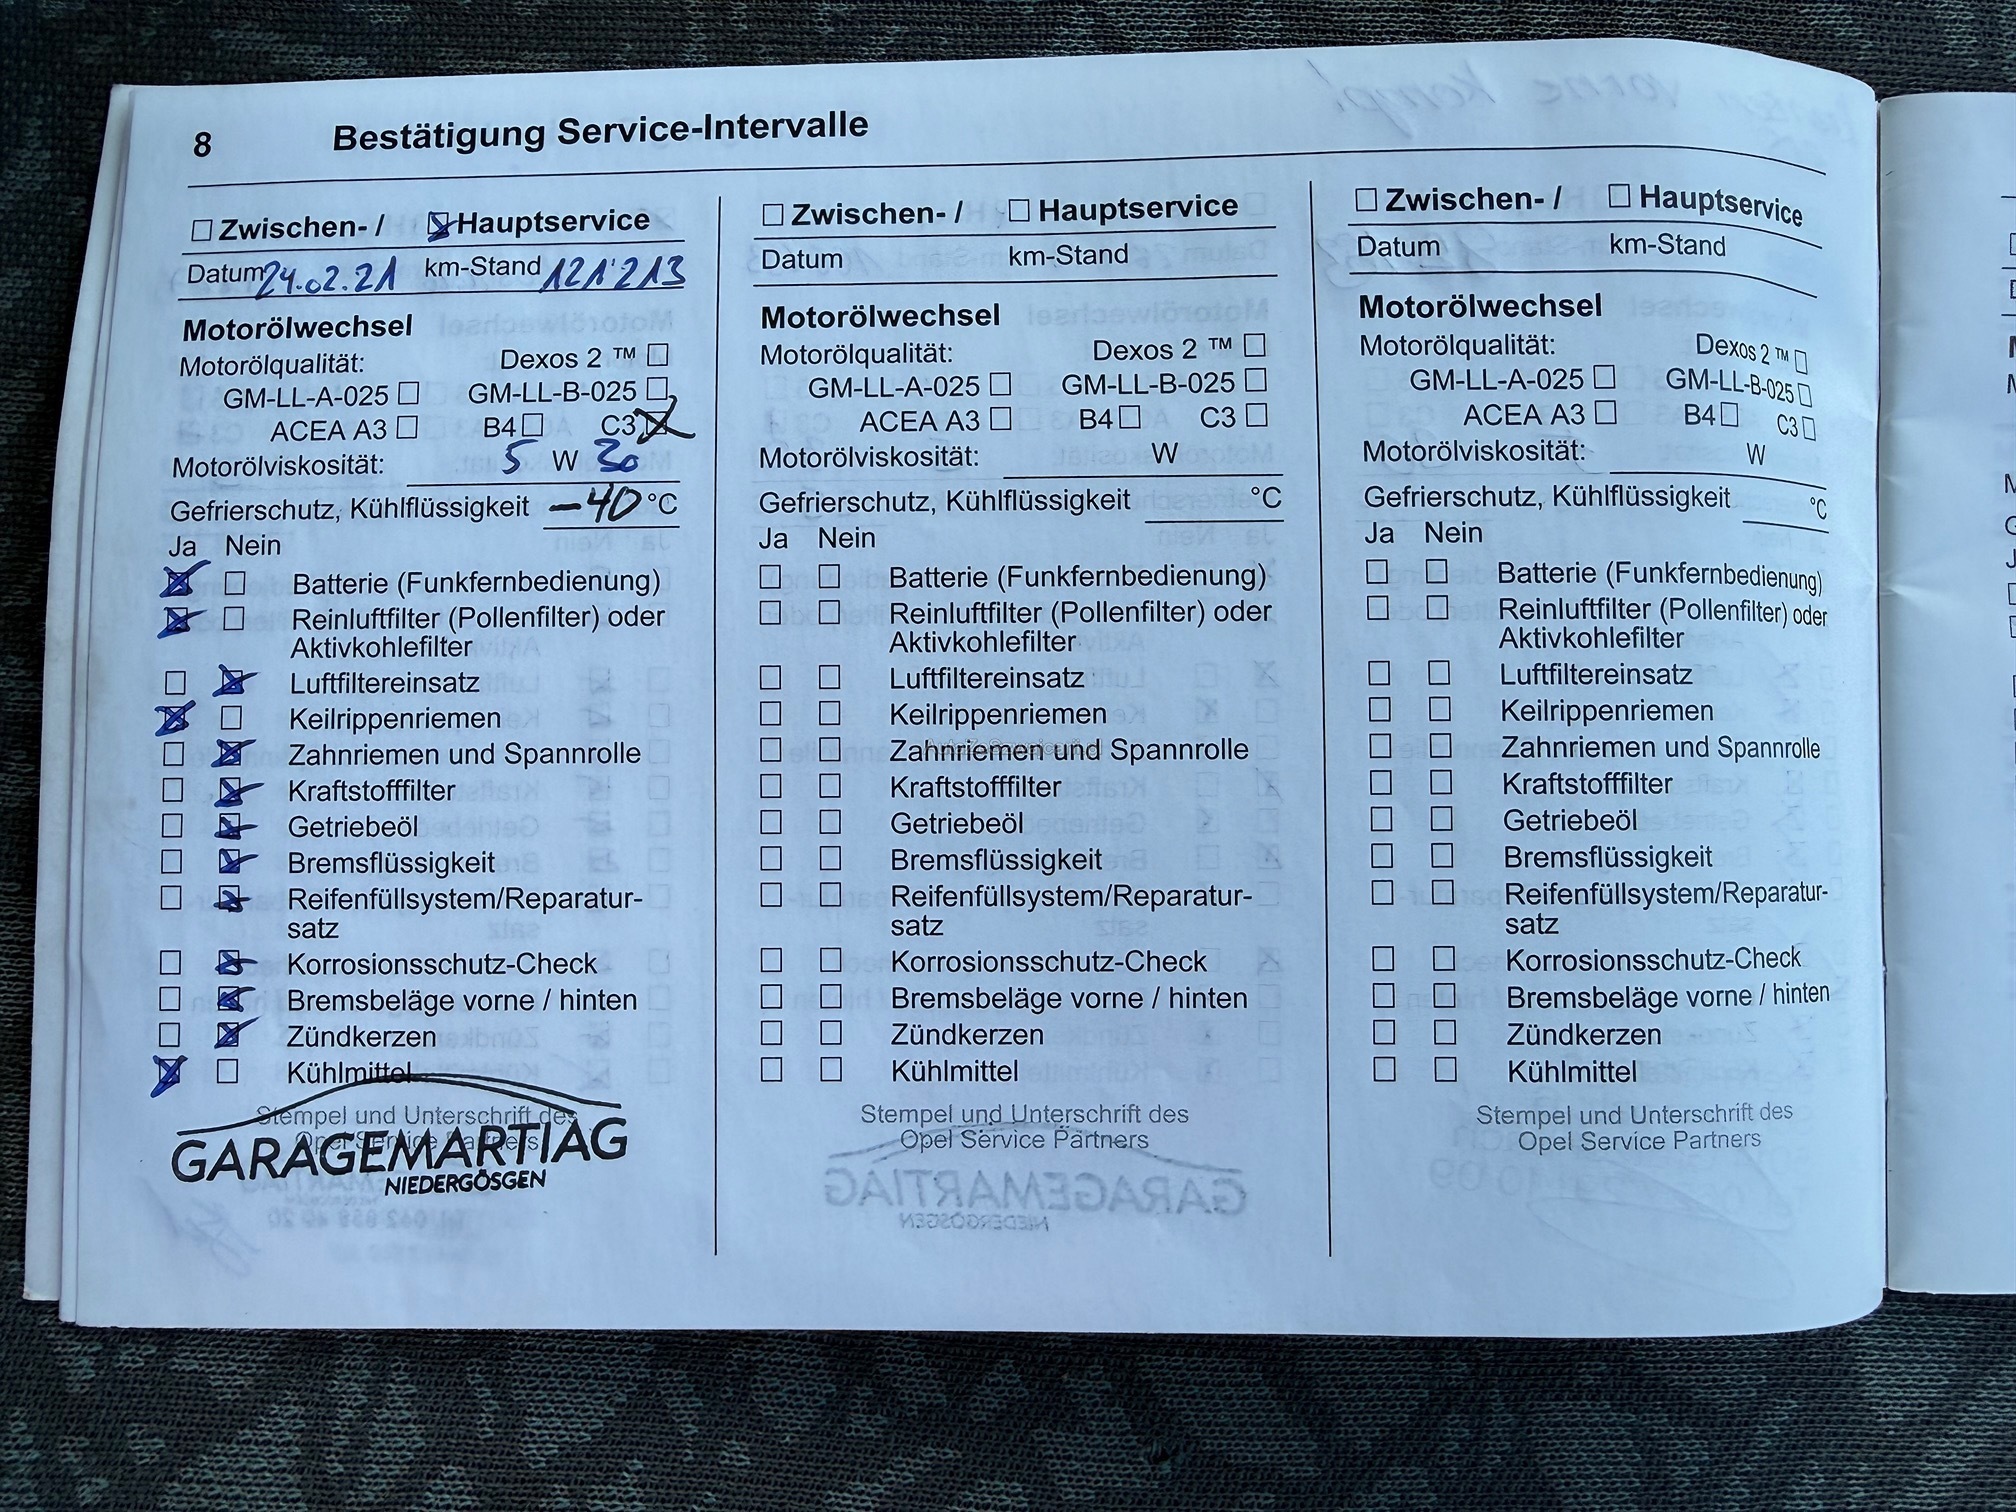 8 Bestätigung Service-Intervalle
☐ Zwischen- / ☒ Hauptservice
Datum 24.02.21 km-Stand 121'213
Motorölwechsel
Motorölqualität: Dexos 2 ™ ☐
GM-LL-A-025 ☐ GM-LL-B-025 ☐
ACEA A3 ☐ B4 ☐ C3 ☒
Motorölviskosität: 5 W 30
Gefrierschutz, Kühlflüssigkeit -40 °C
Ja Nein
☒ ☐ Batterie (Funkfernbedienung)
☒ ☐ Reinluftfilter (Pollenfilter) oder
Aktivkohlefilter
☐ ☒ Luftfiltereinsatz
☒ ☐ Keilrippenriemen
☐ ☒ Zahnriemen und Spannrolle
☐ ☒ Kraftstofffilter
☐ ☒ Getriebeöl
☐ ☒ Bremsflüssigkeit
☐ ☒ Reifenfüllsystem/Reparatur-
satz
☐ ☒ Korrosionsschutz-Check
☐ ☒ Bremsbeläge vorne / hinten
☐ ☒ Zündkerzen
☒ ☐ Kühlmittel
Stempel und Unterschrift des
Opel Service Partners
GARAGEMARTIAG
NIEDERGÖSGEN
☐ Zwischen- / ☐ Hauptservice
Datum km-Stand
Motorölwechsel
Motorölqualität: Dexos 2 ™ ☐
GM-LL-A-025 ☐ GM-LL-B-025 ☐
ACEA A3 ☐ B4 ☐ C3 ☐
Motorölviskosität: W
Gefrierschutz, Kühlflüssigkeit °C
Ja Nein
☐ ☐ Batterie (Funkfernbedienung)
☐ ☐ Reinluftfilter (Pollenfilter) oder
Aktivkohlefilter
☐ ☐ Luftfiltereinsatz
☐ ☐ Keilrippenriemen
☐ ☐ Zahnriemen und Spannrolle
☐ ☐ Kraftstofffilter
☐ ☐ Getriebeöl
☐ ☐ Bremsflüssigkeit
☐ ☐ Reifenfüllsystem/Reparatur-
satz
☐ ☐ Korrosionsschutz-Check
☐ ☐ Bremsbeläge vorne / hinten
☐ ☐ Zündkerzen
☐ ☐ Kühlmittel
Stempel und Unterschrift des
Opel Service Partners
☐ Zwischen- / ☐ Hauptservice
Datum km-Stand
Motorölwechsel
Motorölqualität: Dexos 2 ™ ☐
GM-LL-A-025 ☐ GM-LL-B-025 ☐
ACEA A3 ☐ B4 ☐ C3 ☐
Motorölviskosität: W
Gefrierschutz, Kühlflüssigkeit °C
Ja Nein
☐ ☐ Batterie (Funkfernbedienung)
☐ ☐ Reinluftfilter (Pollenfilter) oder
Aktivkohlefilter
☐ ☐ Luftfiltereinsatz
☐ ☐ Keilrippenriemen
☐ ☐ Zahnriemen und Spannrolle
☐ ☐ Kraftstofffilter
☐ ☐ Getriebeöl
☐ ☐ Bremsflüssigkeit
☐ ☐ Reifenfüllsystem/Reparatur-
satz
☐ ☐ Korrosionsschutz-Check
☐ ☐ Bremsbeläge vorne / hinten
☐ ☐ Zündkerzen
☐ ☐ Kühlmittel
Stempel und Unterschrift des
Opel Service Partners